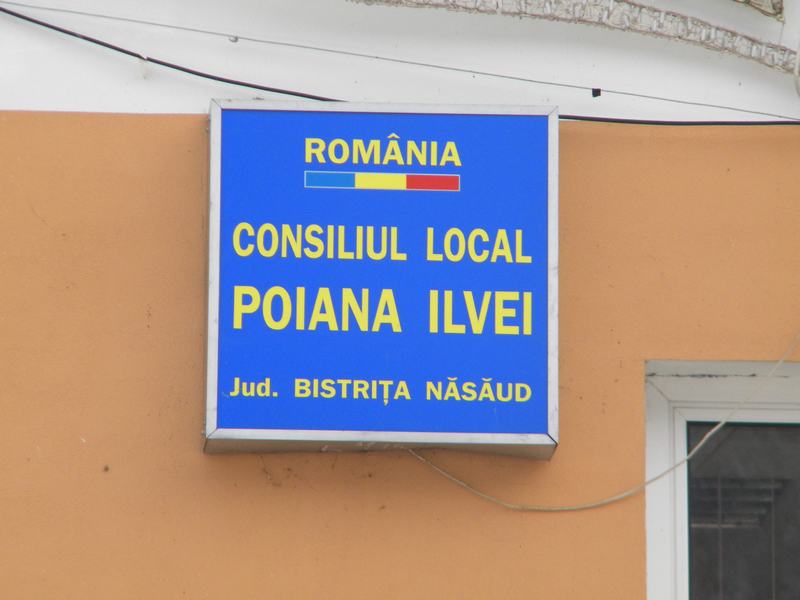 ROMÂNIA
CONSILIUL LOCAL
POIANA ILVEI
Jud. BISTRIȚA NĂSĂUD